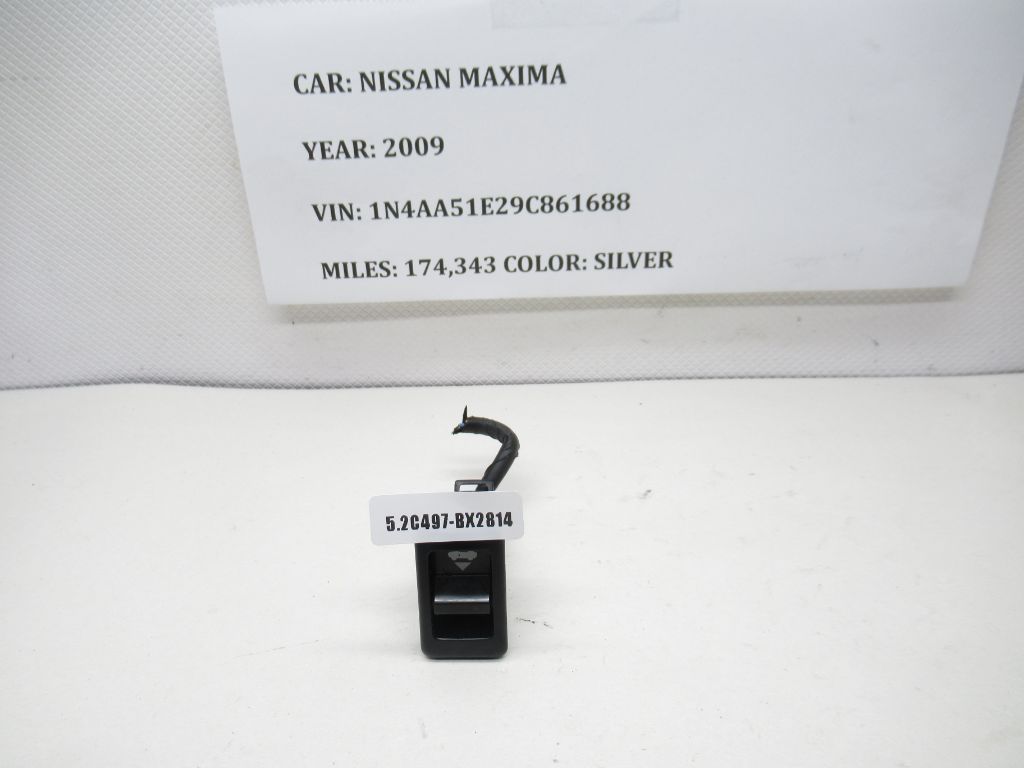 CAR: NISSAN MAXIMA
YEAR: 2009
VIN: 1N4AA51E29C861688
MILES: 174,343 COLOR: SILVER
5.2C497-BX2814